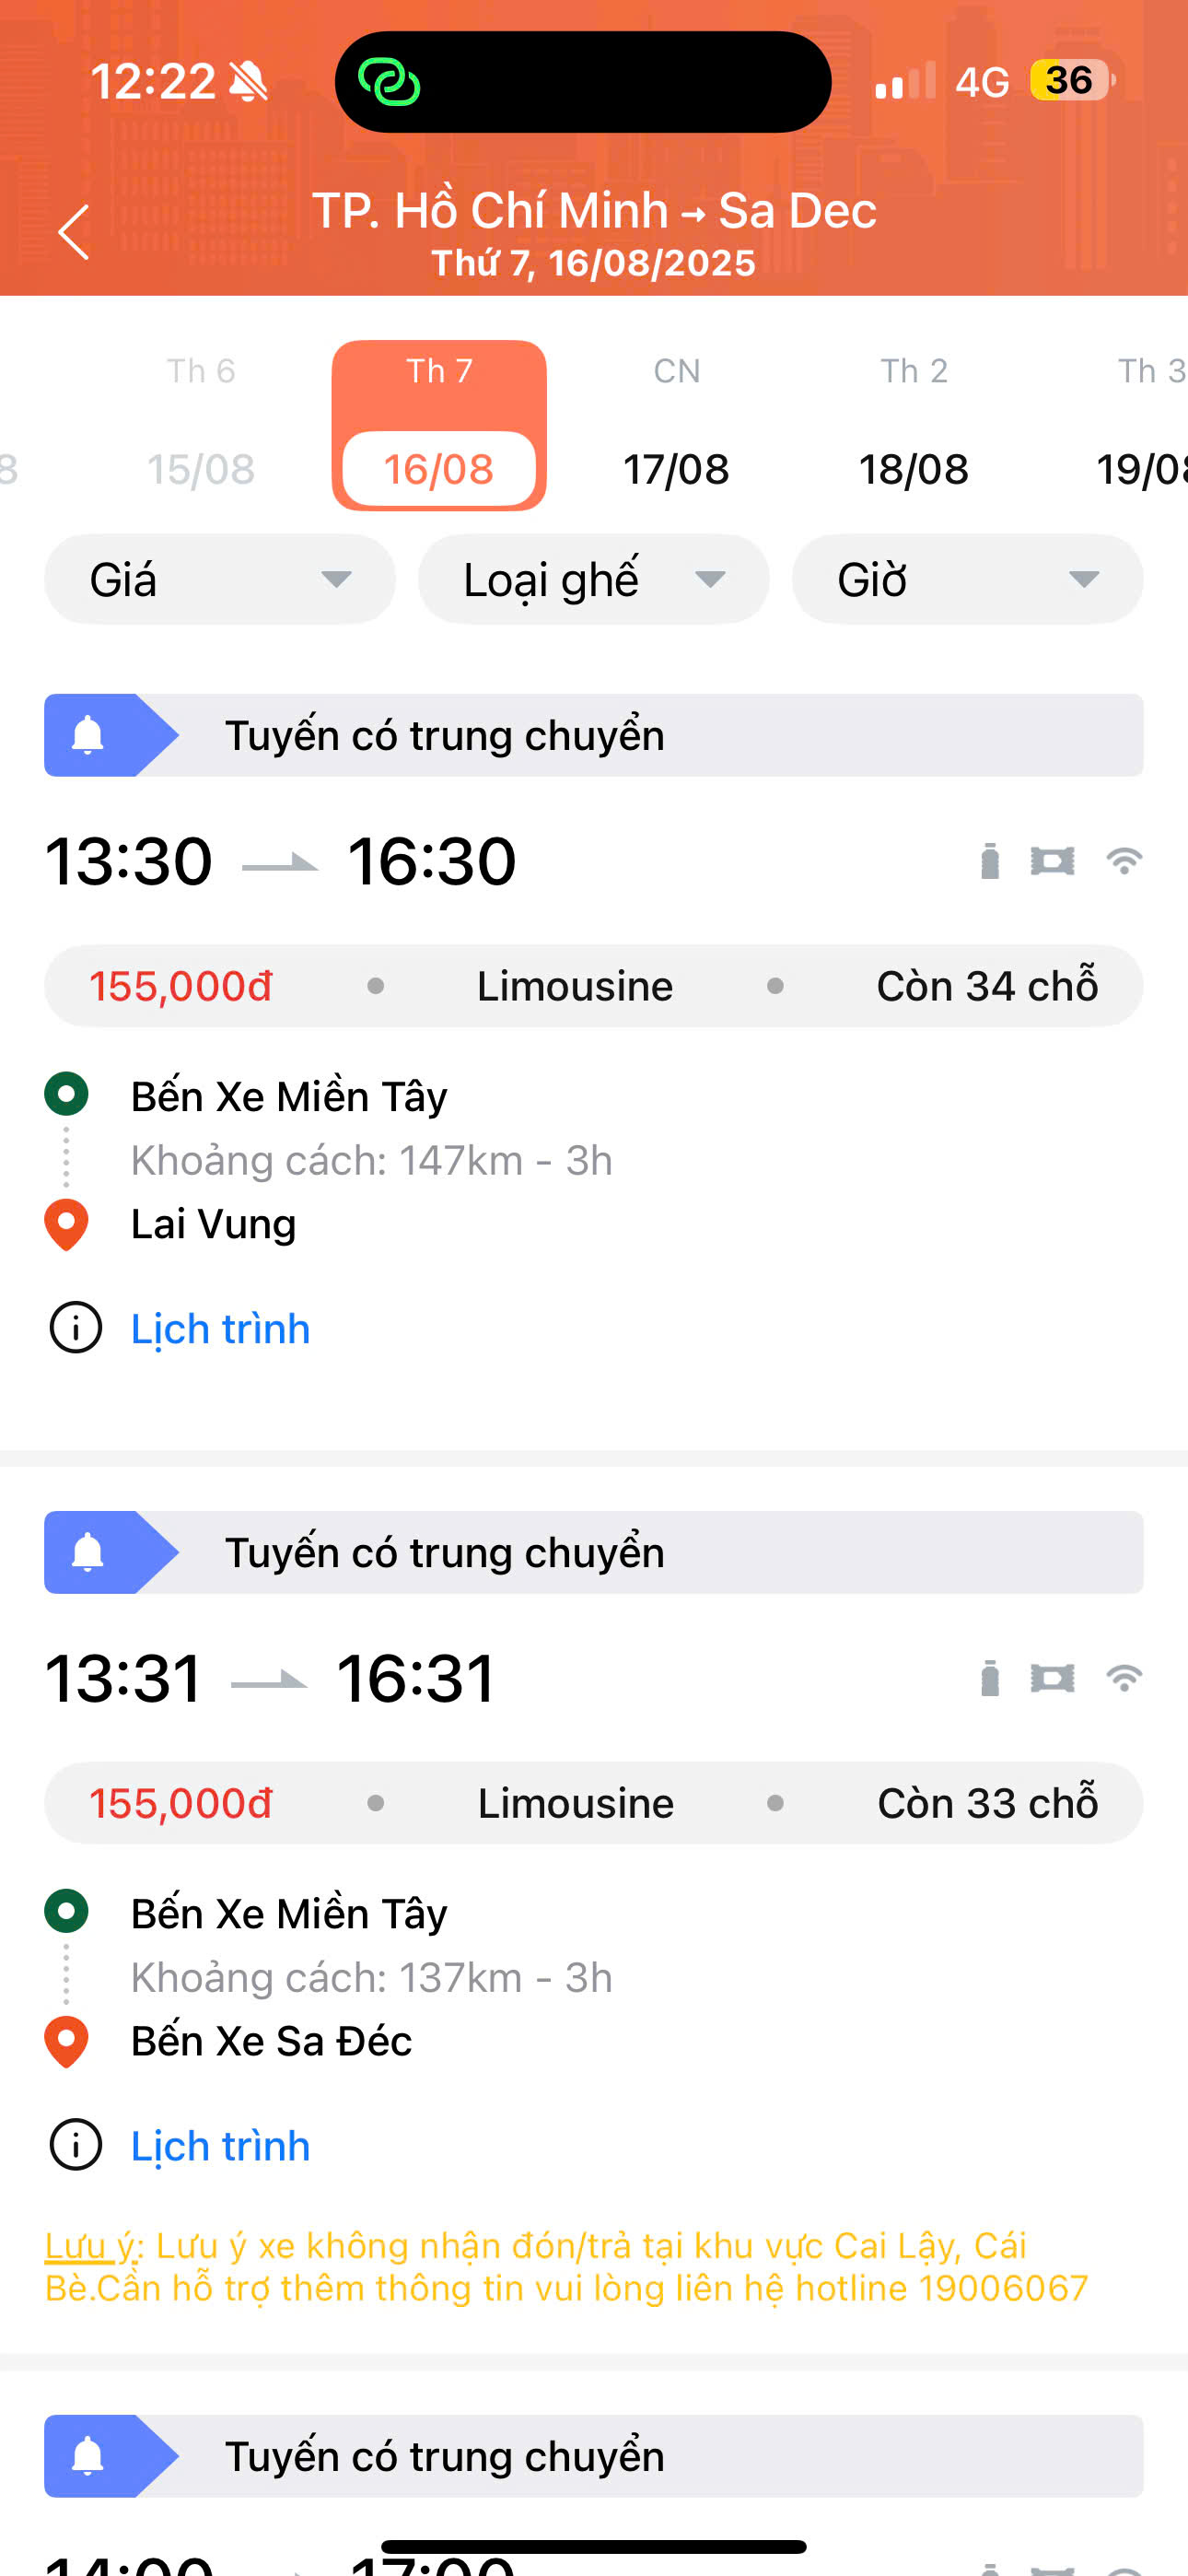 12:22
4G 36
TP. Hồ Chí Minh → Sa Dec
Thứ 7, 16/08/2025
Th 6 Th 7 CN Th 2 Th 3
8 15/08 16/08 17/08 18/08 19/08
Giá Loại ghế Giờ
Tuyến có trung chuyển
13:30 16:30
155,000đ • Limousine • Còn 34 chỗ
Bến Xe Miền Tây
Khoảng cách: 147km - 3h
Lai Vung
Lịch trình
Tuyến có trung chuyển
13:31 16:31
155,000đ • Limousine • Còn 33 chỗ
Bến Xe Miền Tây
Khoảng cách: 137km - 3h
Bến Xe Sa Đéc
Lịch trình
Lưu ý: Lưu ý xe không nhận đón/trả tại khu vực Cai Lậy, Cái
Bè.Cần hỗ trợ thêm thông tin vui lòng liên hệ hotline 19006067
Tuyến có trung chuyển
14:00 17:00